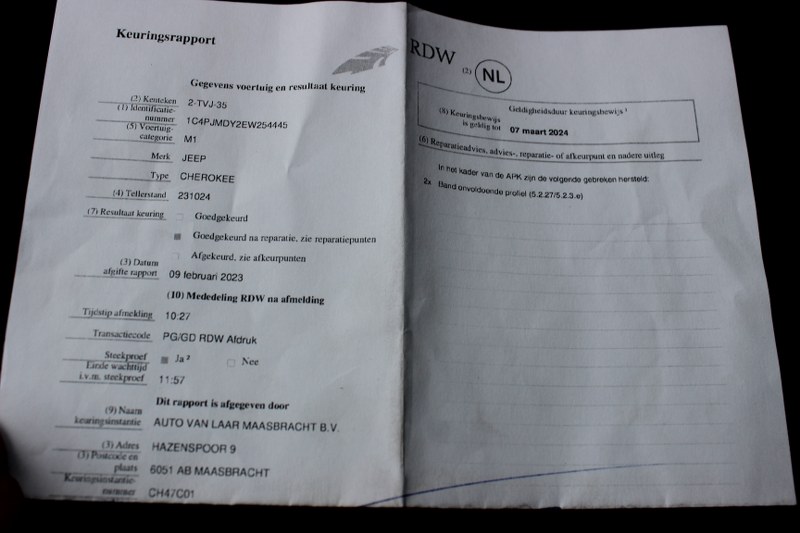 Keuringsrapport
Gegevens voertuig en resultaat keuring
(2) Kenteken 2-TVJ-35
(1) Identificatie-
nummer 1C4PJMDY2EW254445
(5) Voertuig-
categorie M1
Merk JEEP
Type CHEROKEE
(4) Tellerstand 231024
(7) Resultaat keuring Goedgekeurd
Goedgekeurd na reparatie, zie reparatiepunten
Afgekeurd, zie afkeurpunten
(3) Datum
afgifte rapport 09 februari 2023
(10) Mededeling RDW na afmelding
Tijdstip afmelding 10:27
Transactiecode PG/GD RDW Afdruk
Steekproef Ja ² Nee
Einde wachttijd
i.v.m. steekproef 11:57
Dit rapport is afgegeven door
(9) Naam
keuringsinstantie AUTO VAN LAAR MAASBRACHT B.V.
(3) Adres HAZENSPOOR 9
(3) Postcode en
plaats 6051 AB MAASBRACHT
Keuringsinstantie-
nummer CH47C01
RDW (2) NL
Geldigheidsduur keuringsbewijs ¹
(8) Keuringsbewijs
is geldig tot 07 maart 2024
(6) Reparatieadvies, advies-, reparatie- of afkeurpunt en nadere uitleg
In het kader van de APK zijn de volgende gebreken hersteld:
2x Band onvoldoende profiel (5.2.27/5.2.3.e)